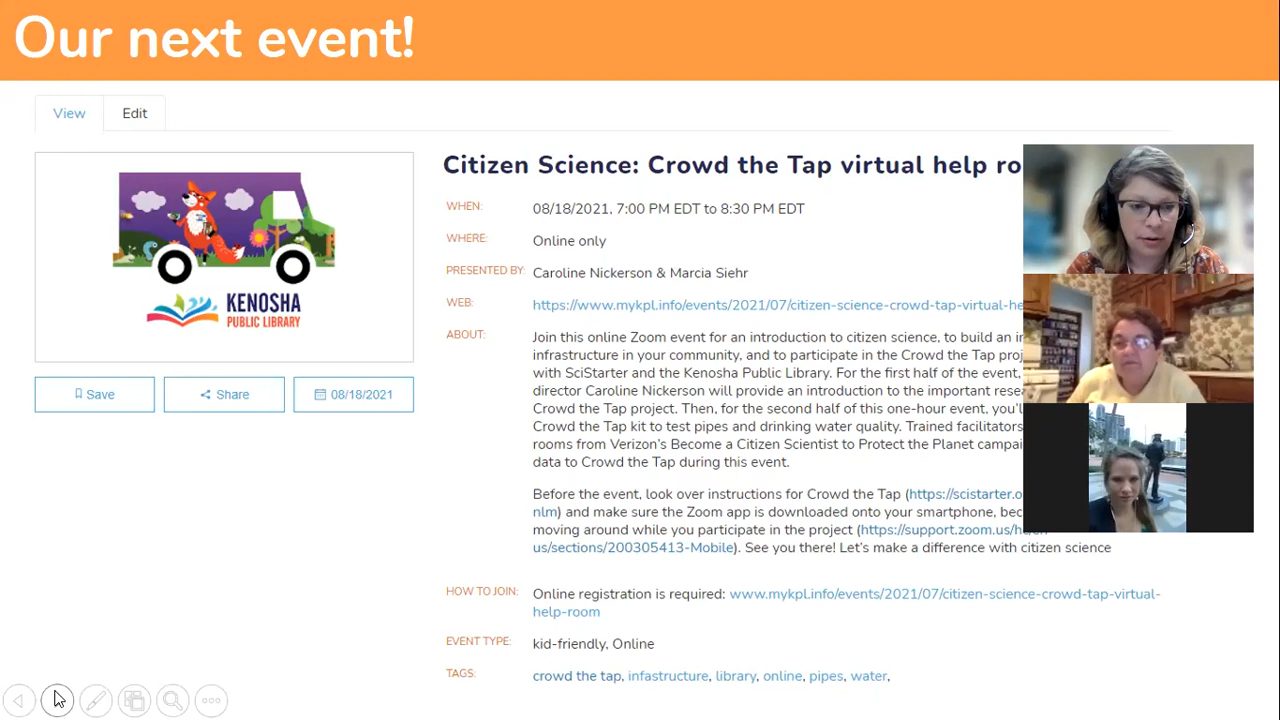 Our next event!
View
Edit
KENOSHA
PUBLIC LIBRARY
Save
Share
08/18/2021
Citizen Science: Crowd the Tap virtual help ro
WHEN: 08/18/2021, 7:00 PM EDT to 8:30 PM EDT
WHERE: Online only
PRESENTED BY: Caroline Nickerson & Marcia Siehr
WEB: https://www.mykpl.info/events/2021/07/citizen-science-crowd-tap-virtual-he
ABOUT: Join this online Zoom event for an introduction to citizen science, to build an in
infrastructure in your community, and to participate in the Crowd the Tap proj
with SciStarter and the Kenosha Public Library. For the first half of the event,
director Caroline Nickerson will provide an introduction to the important rese
Crowd the Tap project. Then, for the second half of this one-hour event, you'l
Crowd the Tap kit to test pipes and drinking water quality. Trained facilitators
rooms from Verizon's Become a Citizen Scientist to Protect the Planet campai
data to Crowd the Tap during this event.
Before the event, look over instructions for Crowd the Tap (https://scistarter.o
nlm) and make sure the Zoom app is downloaded onto your smartphone, bec
moving around while you participate in the project (https://support.zoom.us/hc/en-
us/sections/200305413-Mobile). See you there! Let's make a difference with citizen science
HOW TO JOIN: Online registration is required: www.mykpl.info/events/2021/07/citizen-science-crowd-tap-virtual-
help-room
EVENT TYPE: kid-friendly, Online
TAGS: crowd the tap, infastructure, library, online, pipes, water,